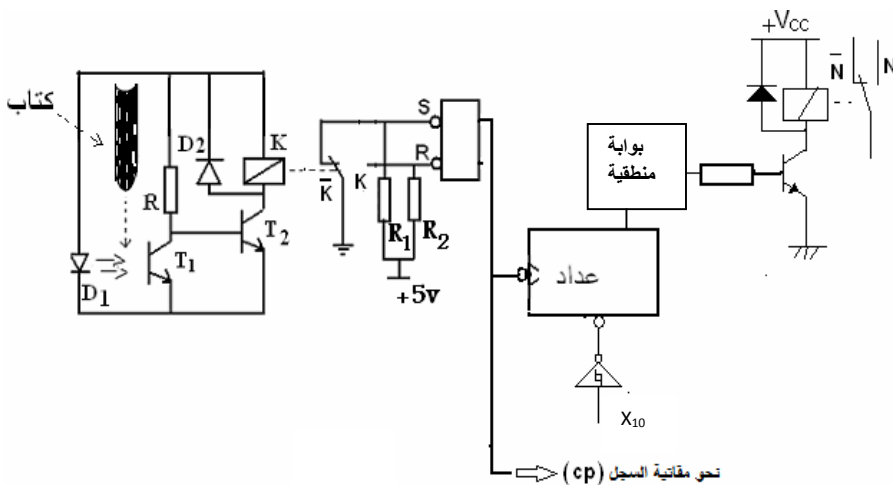 كتاب
D2
K
R
T1
T2
D1
K̄
K
S
R
R1
R2
+5v
بوابة
منطقية
عداد
X10
+VCC
N̄
N
نحو مقاتية السجل (cp)